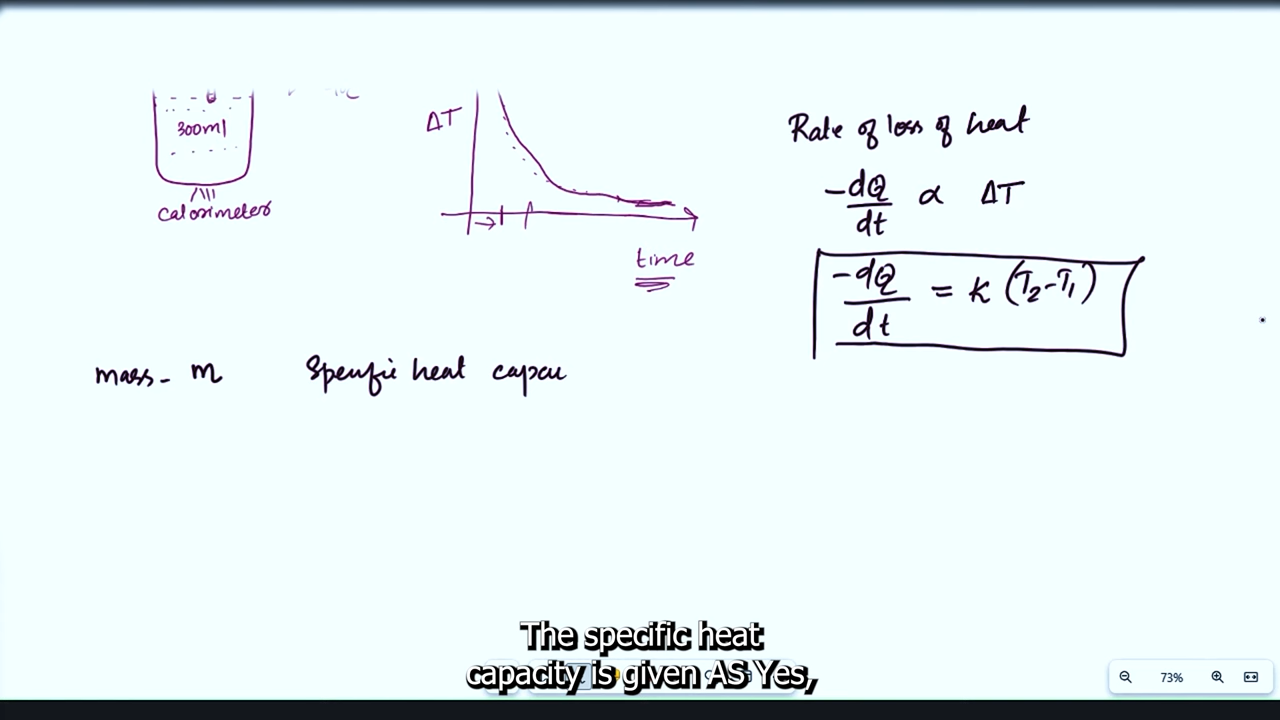 300ml
Calorimeter
ΔT
time
Rate of loss of heat
-dQ/dt ∝ ΔT
-dQ/dt = K (T₂-T₁)
mass - m Specific heat capac
The specific heat
capacity is given AS Yes,
73%